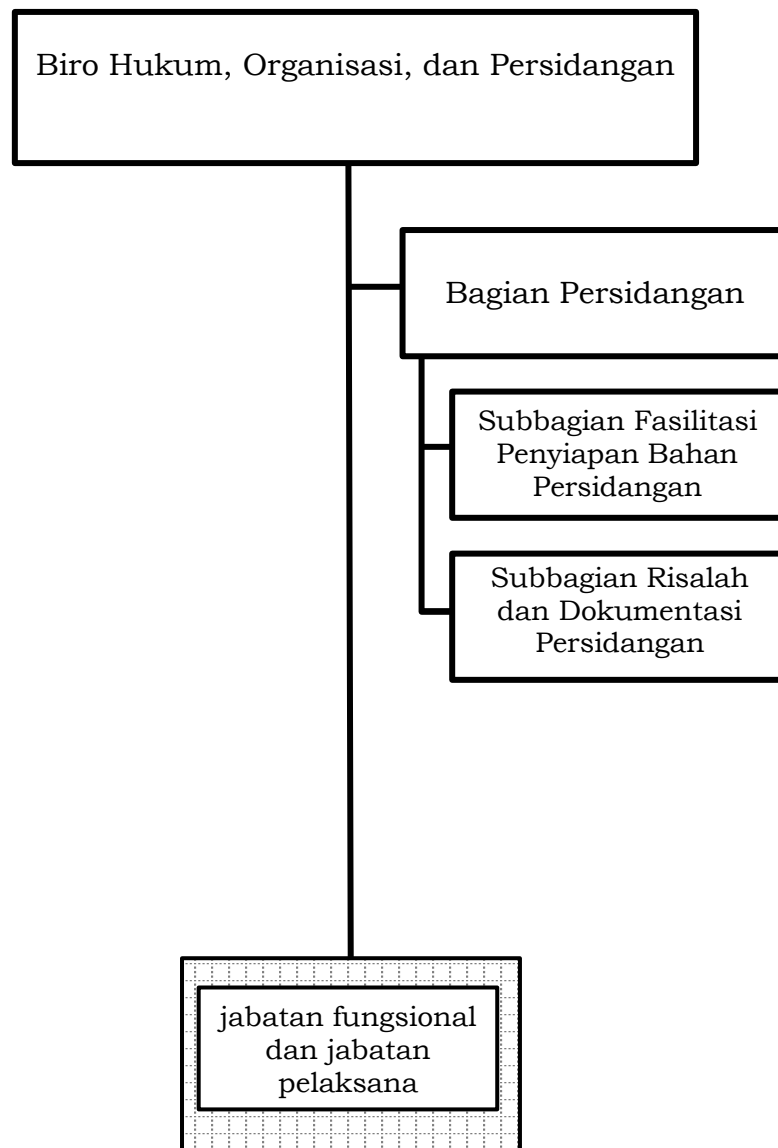 Biro Hukum, Organisasi, dan Persidangan
Bagian Persidangan
Subbagian Fasilitasi
Penyiapan Bahan
Persidangan
Subbagian Risalah
dan Dokumentasi
Persidangan
jabatan fungsional
dan jabatan
pelaksana